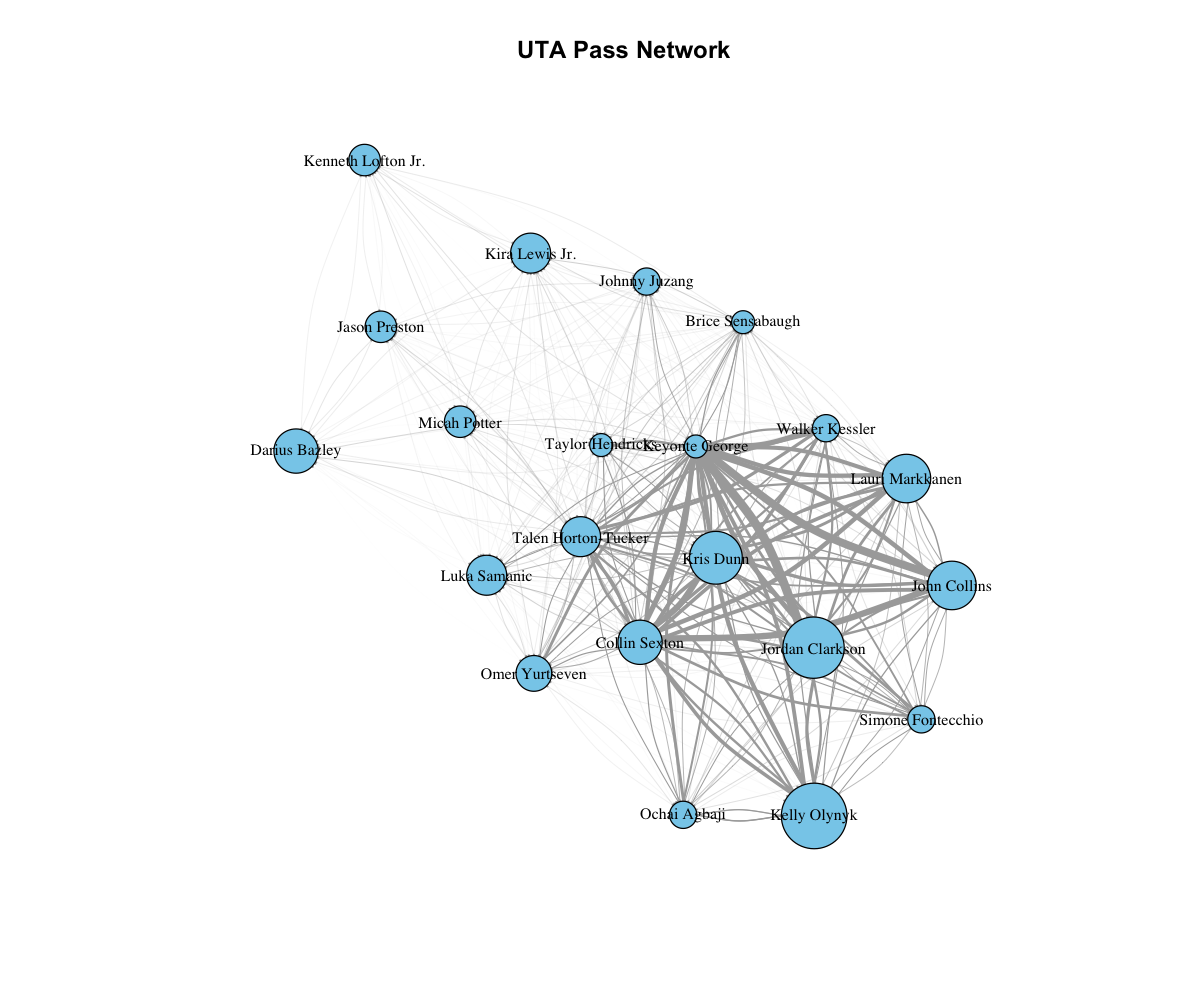 UTA Pass Network
Kenneth Lofton Jr.
Kira Lewis Jr.
Johnny Juzang
Brice Sensabaugh
Jason Preston
Micah Potter
Walker Kessler
Taylor Hendricks
Keyonte George
Darius Bazley
Lauri Markkanen
Talen Horton-Tucker
Kris Dunn
Luka Samanic
John Collins
Collin Sexton
Jordan Clarkson
Omer Yurtseven
Simone Fontecchio
Ochai Agbaji
Kelly Olynyk